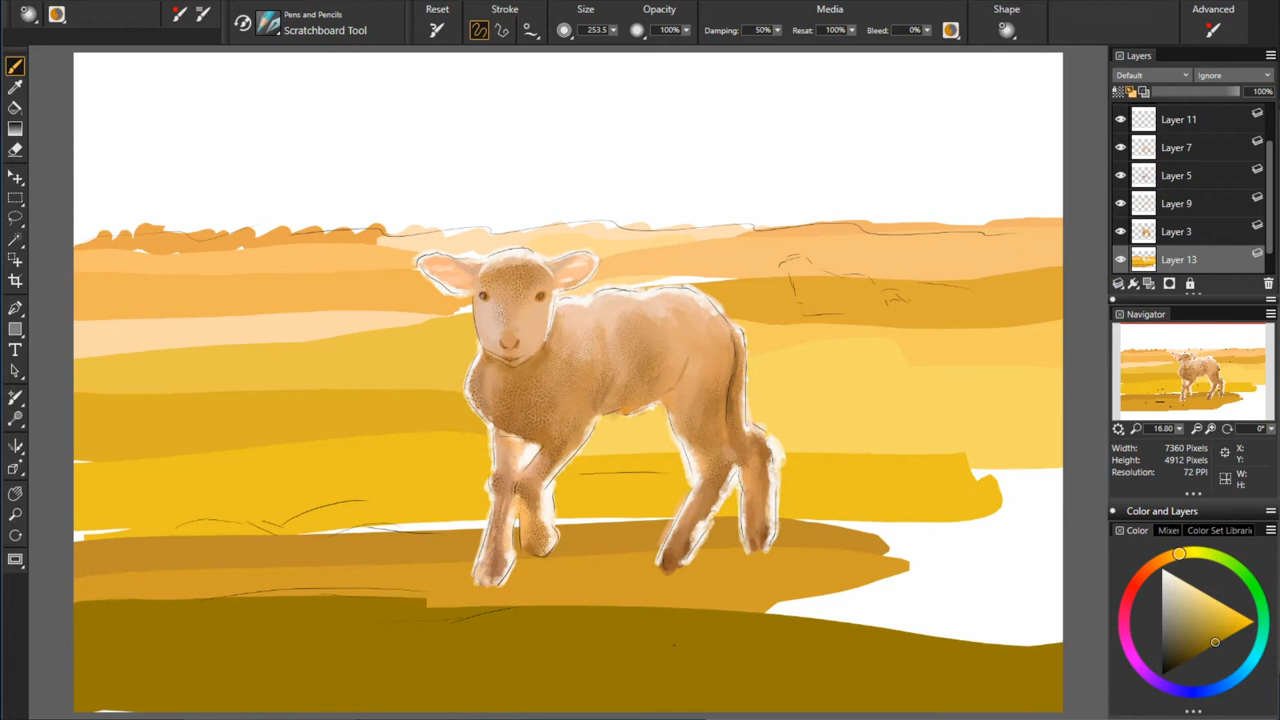 Pens and Pencils
Scratchboard Tool
Reset
Stroke
Size
253.5
Opacity
100%
Media
Damping: 50%
Resat: 100%
Bleed: 0%
Shape
Advanced
Layers
Default
Ignore
100%
Layer 11
Layer 7
Layer 5
Layer 9
Layer 3
Layer 13
Navigator
16.80
0°
Width: 7360 Pixels
Height: 4912 Pixels
Resolution: 72 PPI
X:
Y:
W:
H:
Color and Layers
Color
Mixe
Color Set Librari
T